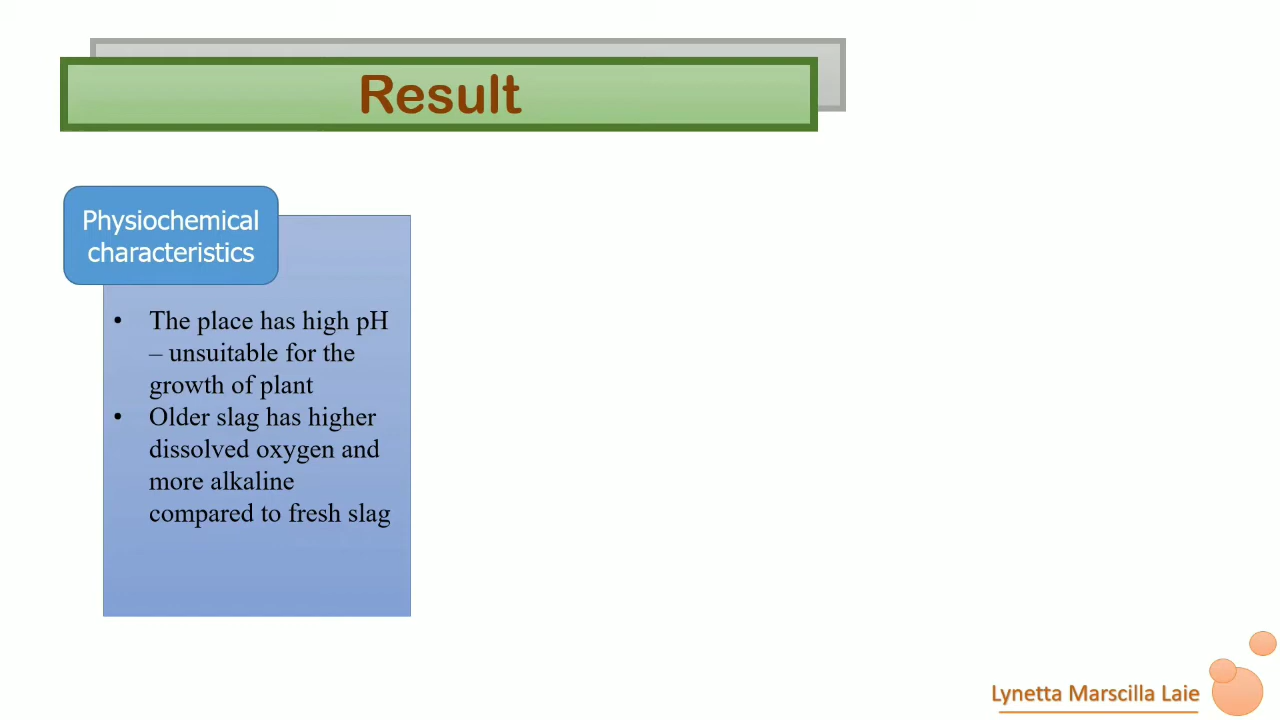 Result
Physiochemical
characteristics
• The place has high pH
– unsuitable for the
growth of plant
• Older slag has higher
dissolved oxygen and
more alkaline
compared to fresh slag
Lynetta Marscilla Laie